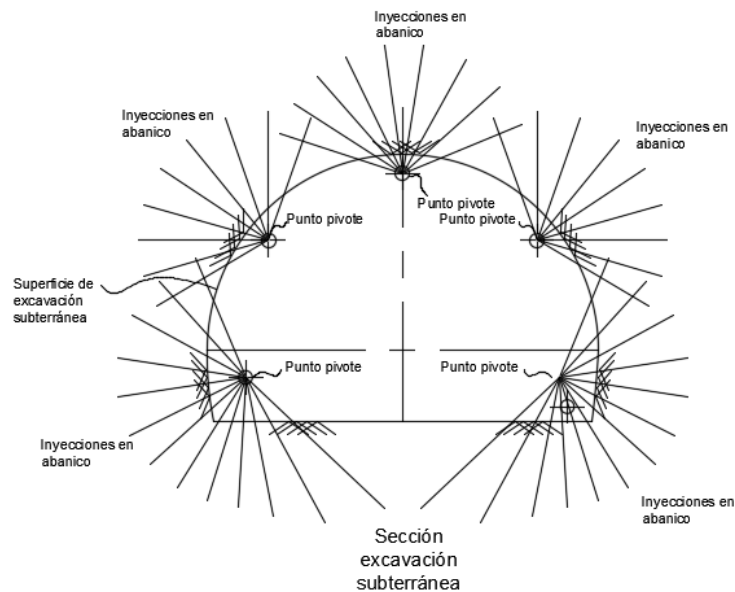 Inyecciones en
abanico
Inyecciones en
abanico
Inyecciones en
abanico
Punto pivote
Punto pivote
Punto pivote
Superficie de
excavación
subterránea
Punto pivote
Punto pivote
Inyecciones en
abanico
Inyecciones en
abanico
Sección
excavación
subterránea